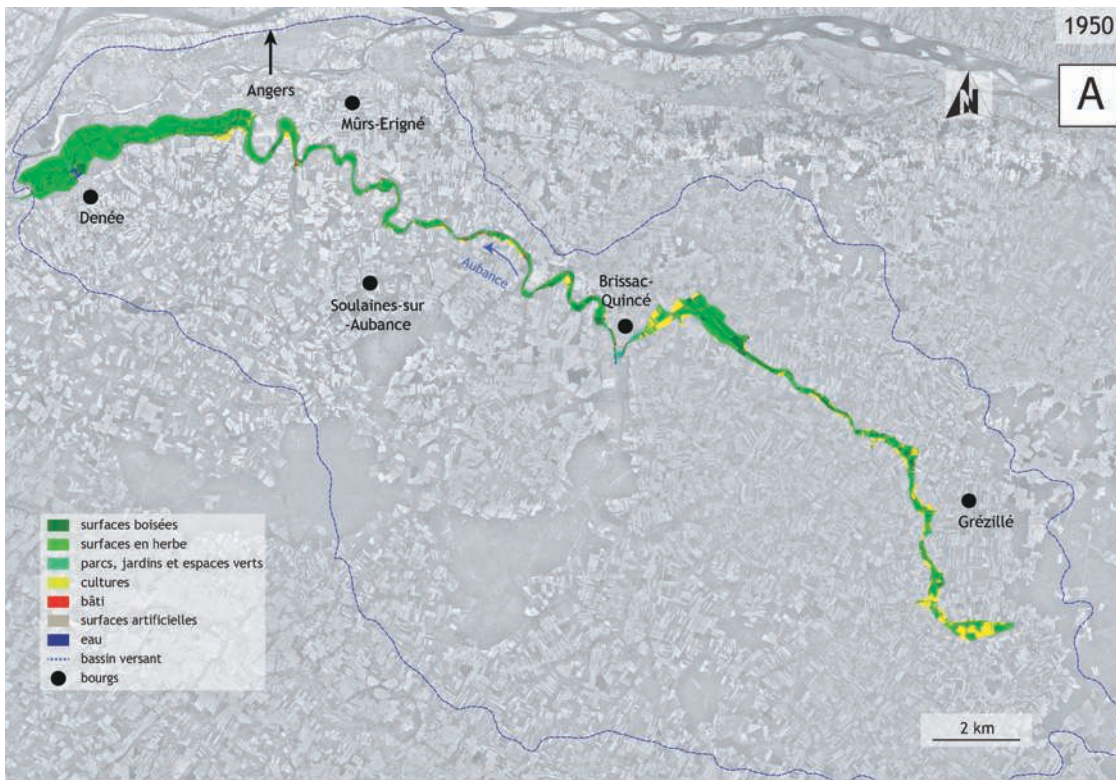 1950
A
N
Angers
Mûrs-Erigné
Denée
Aubance
Brissac-
Quincé
Soulaines-sur
-Aubance
Grézillé
surfaces boisées
surfaces en herbe
parcs, jardins et espaces verts
cultures
bâti
surfaces artificielles
eau
bassin versant
bourgs
2 km